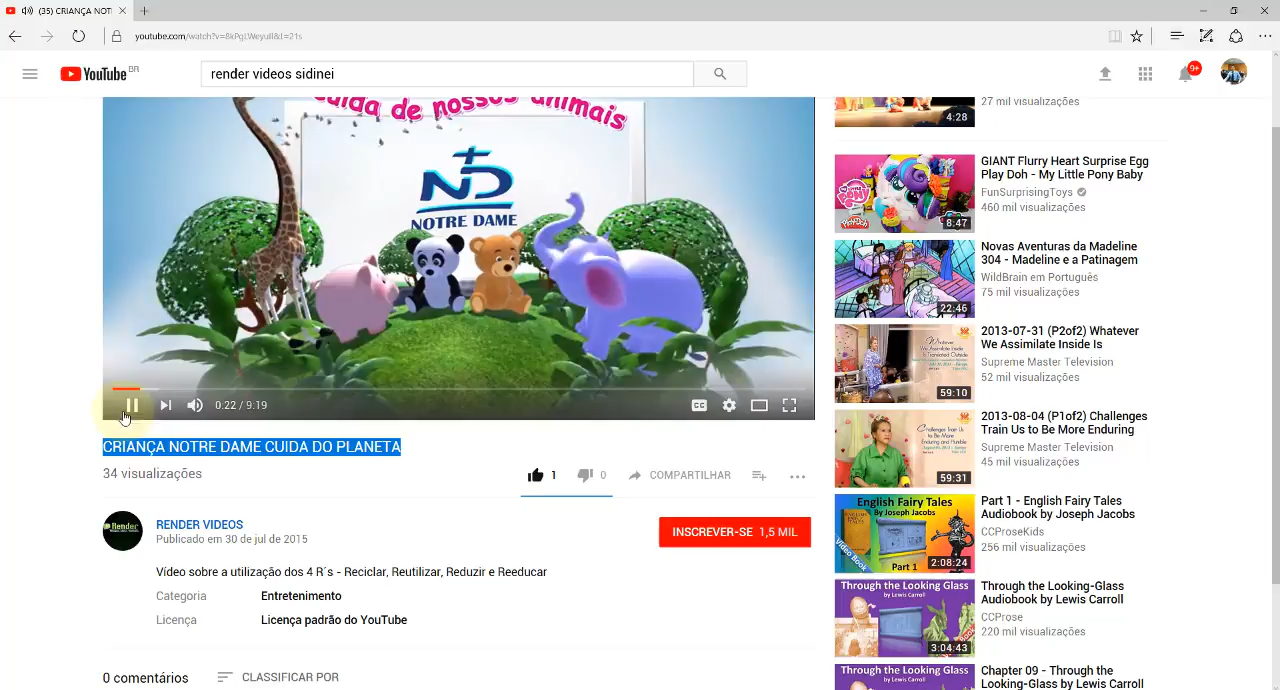 (35) CRIANÇA NOT
youtube.com/watch?v=8kPgLWeyulI&t=21s
YouTube BR
render videos sidinei
9+
cuida de nossos animais
ND
NOTRE DAME
0:22 / 9:19
CC
CRIANÇA NOTRE DAME CUIDA DO PLANETA
34 visualizações
1
0
COMPARTILHAR
Render
RENDER VIDEOS
Publicado em 30 de jul de 2015
INSCREVER-SE 1,5 MIL
Vídeo sobre a utilização dos 4 R´s - Reciclar, Reutilizar, Reduzir e Reeducar
Categoria
Entretenimento
Licença
Licença padrão do YouTube
0 comentários
CLASSIFICAR POR
4:28
27 mil visualizações
8:47
GIANT Flurry Heart Surprise Egg
Play Doh - My Little Pony Baby
FunSurprisingToys
460 mil visualizações
22:46
Novas Aventuras da Madeline
304 - Madeline e a Patinagem
WildBrain em Português
75 mil visualizações
59:10
2013-07-31 (P2of2) Whatever
We Assimilate Inside Is
Supreme Master Television
52 mil visualizações
59:31
2013-08-04 (P1of2) Challenges
Train Us to Be More Enduring
Supreme Master Television
45 mil visualizações
English Fairy Tales
By Joseph Jacobs
Video Book
Part 1
2:08:24
Part 1 - English Fairy Tales
Audiobook by Joseph Jacobs
CCProseKids
256 mil visualizações
Through the Looking Glass
by Lewis Carroll
3:04:43
Through the Looking-Glass
Audiobook by Lewis Carroll
CCProse
220 mil visualizações
Through the Looking Glass
by Lewis Carroll
Chapter 09 - Through the
Looking-Glass by Lewis Carroll